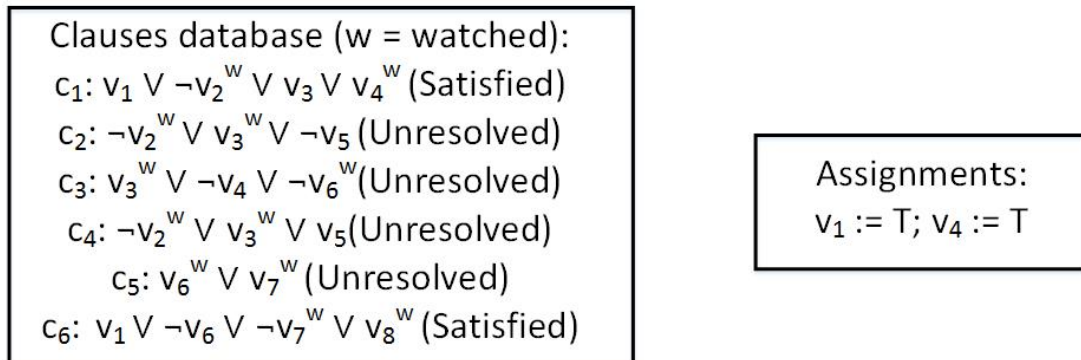 Clauses database (w = watched):
c₁: v₁ V ¬v₂ʷ V v₃ V v₄ʷ (Satisfied)
c₂: ¬v₂ʷ V v₃ʷ V ¬v₅ (Unresolved)
c₃: v₃ʷ V ¬v₄ V ¬v₆ʷ(Unresolved)
c₄: ¬v₂ʷ V v₃ʷ V v₅(Unresolved)
c₅: v₆ʷ V v₇ʷ (Unresolved)
c₆: v₁ V ¬v₆ V ¬v₇ʷ V v₈ʷ (Satisfied)
Assignments:
v₁ := T; v₄ := T